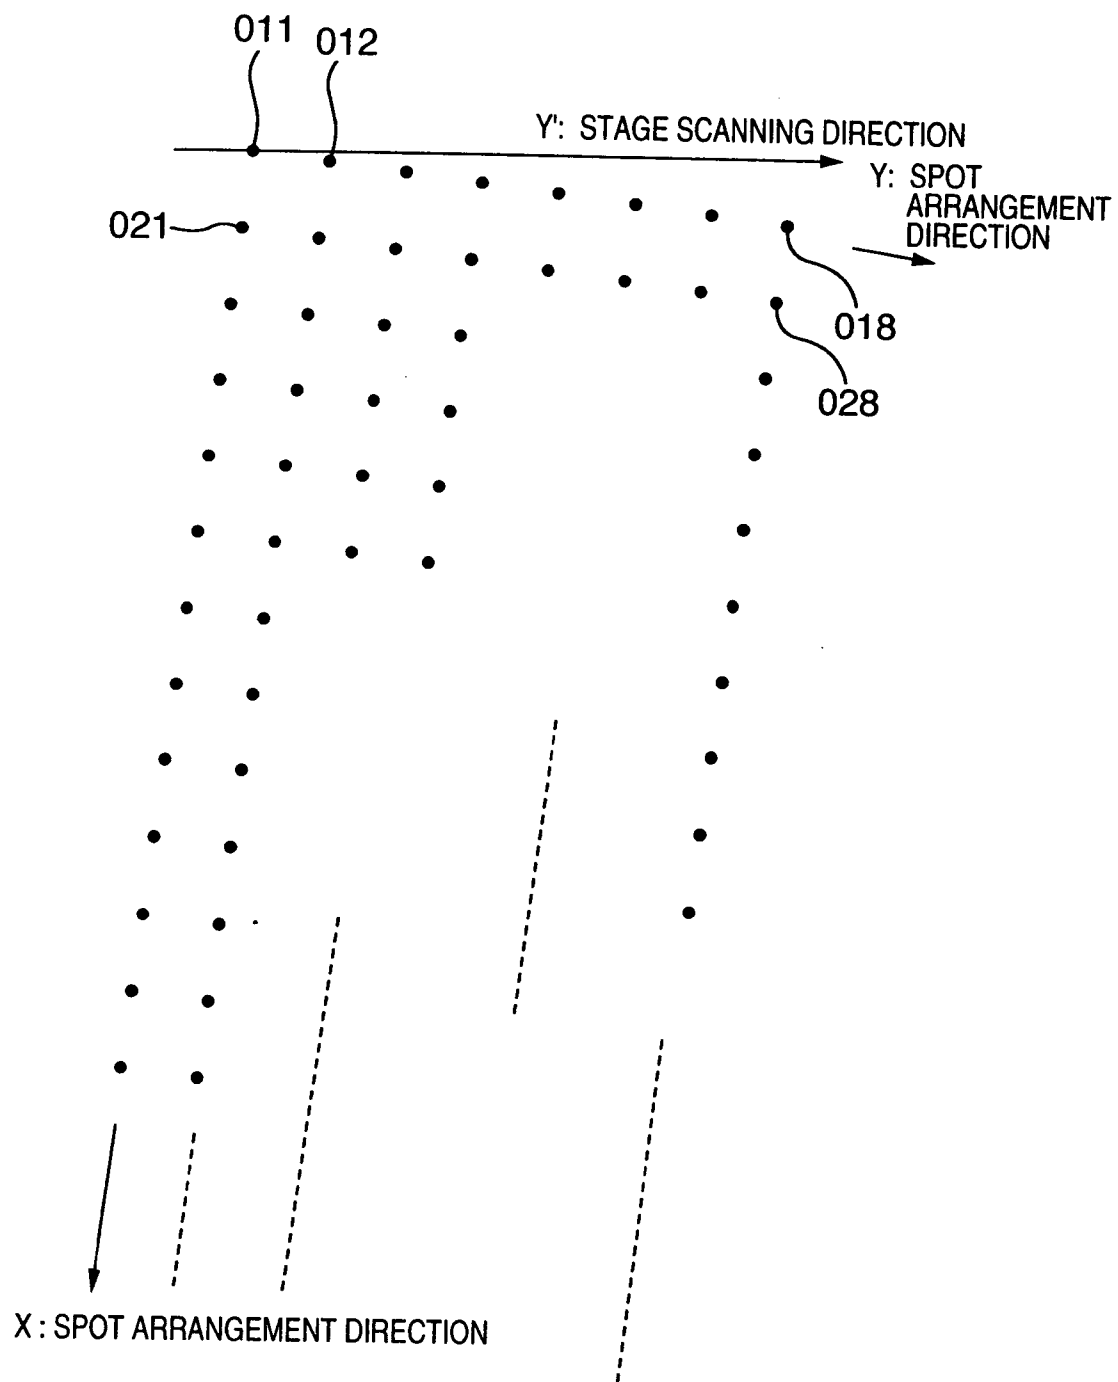 011
012
Y': STAGE SCANNING DIRECTION
Y: SPOT
ARRANGEMENT
DIRECTION
021
018
028
X : SPOT ARRANGEMENT DIRECTION